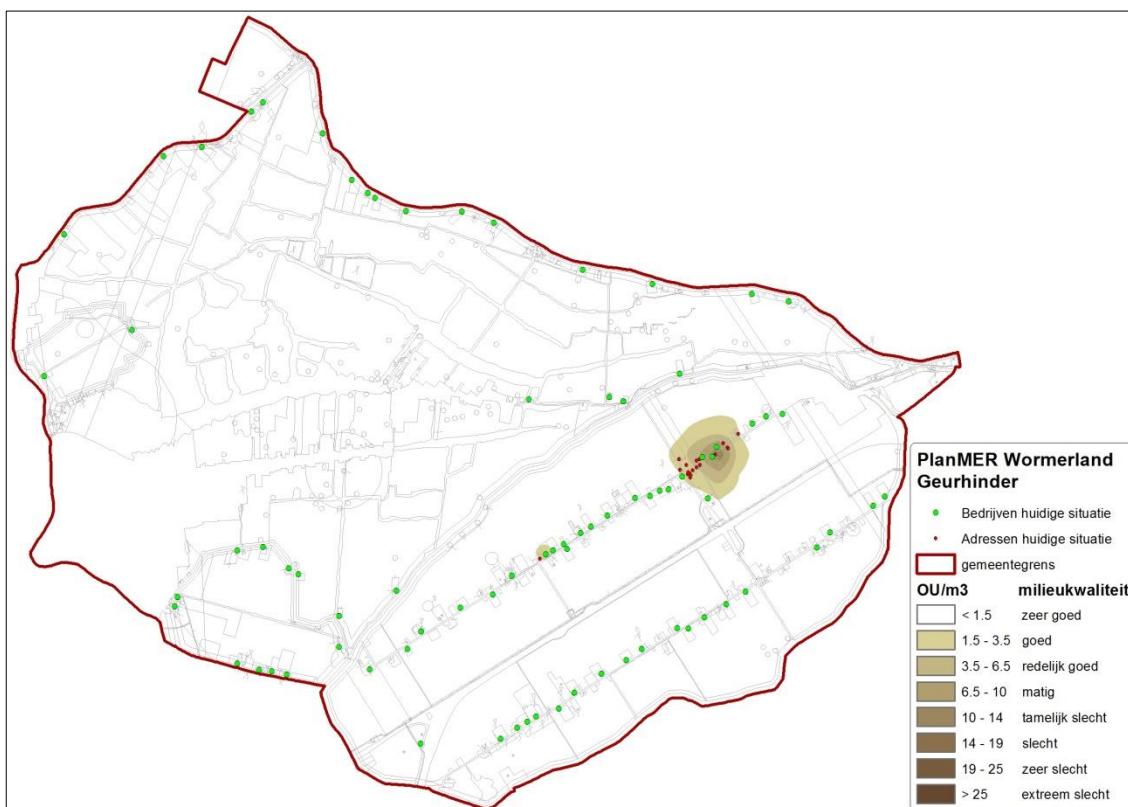 PlanMER Wormerland
Geurhinder
Bedrijven huidige situatie
Adressen huidige situatie
gemeentegrens
OU/m3 milieukwaliteit
< 1.5 zeer goed
1.5 - 3.5 goed
3.5 - 6.5 redelijk goed
6.5 - 10 matig
10 - 14 tamelijk slecht
14 - 19 slecht
19 - 25 zeer slecht
> 25 extreem slecht